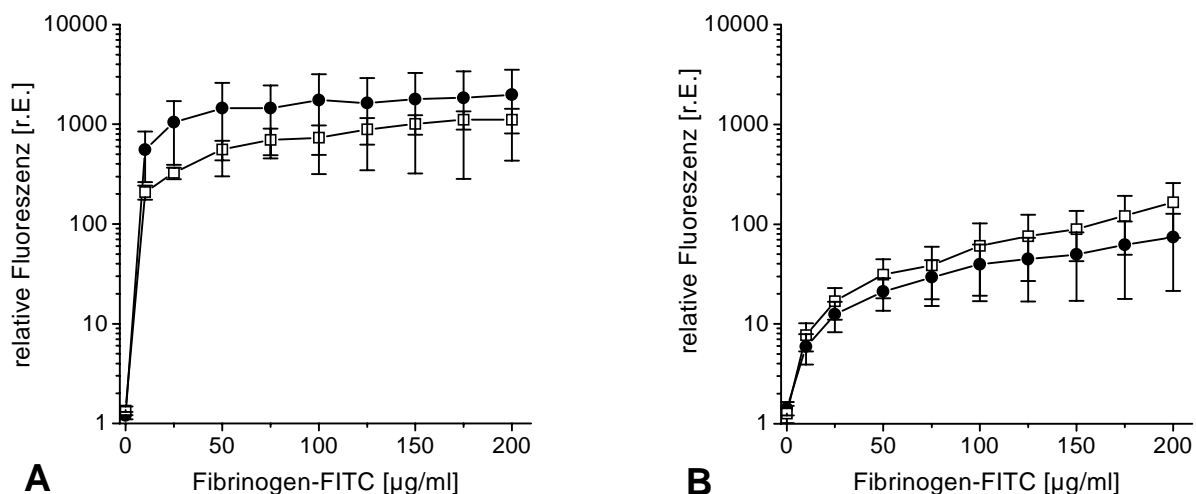 10000
1000
100
10
1
relative Fluoreszenz [r.E.]
0 50 100 150 200
Fibrinogen-FITC [µg/ml]
A
10000
1000
100
10
1
relative Fluoreszenz [r.E.]
0 50 100 150 200
Fibrinogen-FITC [µg/ml]
B